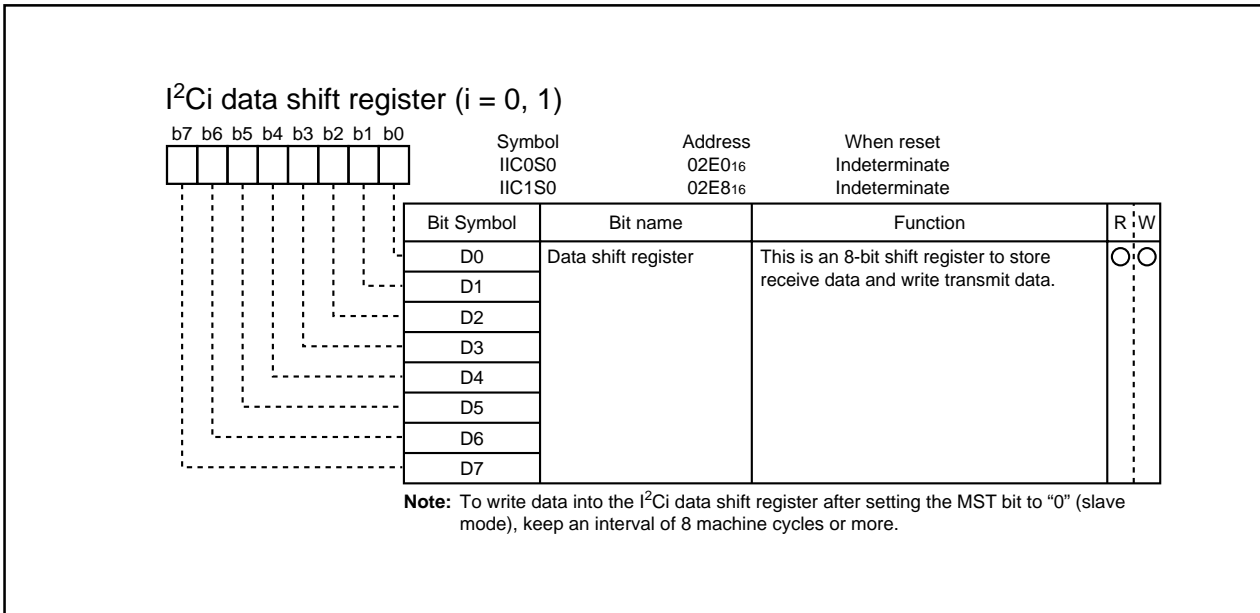 I²Ci data shift register (i = 0, 1)
b7 b6 b5 b4 b3 b2 b1 b0
Symbol Address When reset
IIC0S0 02E0₁₆ Indeterminate
IIC1S0 02E8₁₆ Indeterminate
Bit Symbol Bit name Function R W
D0 Data shift register This is an 8-bit shift register to store
D1 receive data and write transmit data.
D2
D3
D4
D5
D6
D7
Note: To write data into the I²Ci data shift register after setting the MST bit to “0” (slave
mode), keep an interval of 8 machine cycles or more.